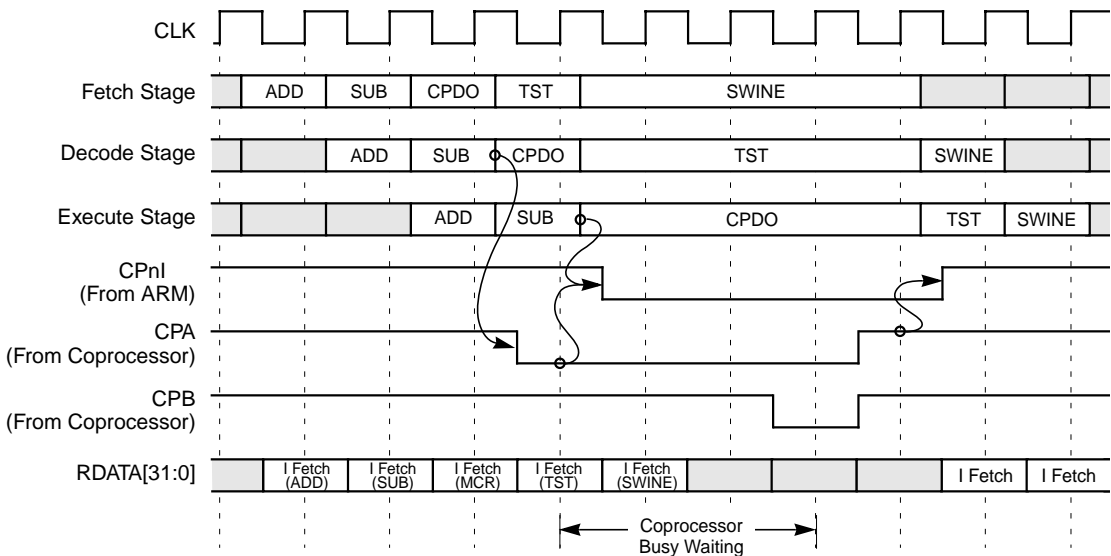 CLK
Fetch Stage ADD SUB CPDO TST SWINE
Decode Stage ADD SUB CPDO TST SWINE
Execute Stage ADD SUB CPDO TST SWINE
CPnI
(From ARM)
CPA
(From Coprocessor)
CPB
(From Coprocessor)
RDATA[31:0] I Fetch (ADD) I Fetch (SUB) I Fetch (MCR) I Fetch (TST) I Fetch (SWINE) I Fetch I Fetch
Coprocessor
Busy Waiting